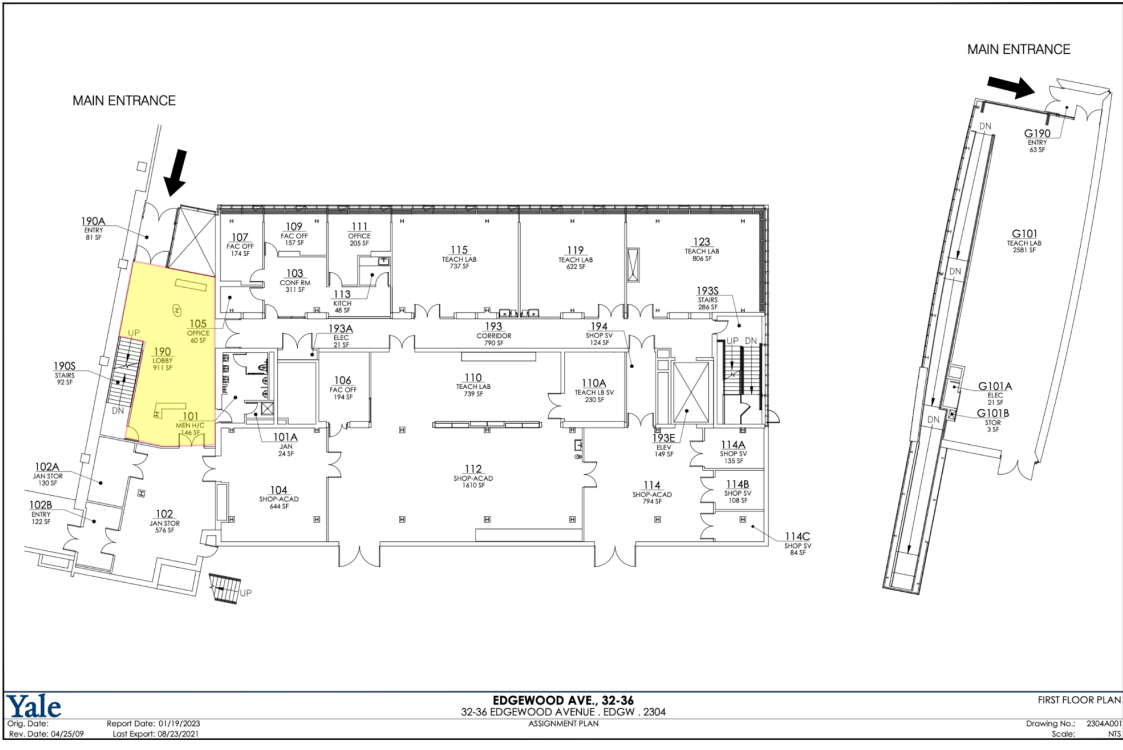 MAIN ENTRANCE
MAIN ENTRANCE
DN
G190
ENTRY
63 SF
190A
ENTRY
81 SF
107
FAC OFF
174 SF
109
FAC OFF
157 SF
111
OFFICE
205 SF
115
TEACH LAB
737 SF
119
TEACH LAB
622 SF
123
TEACH LAB
806 SF
G101
TEACH LAB
2581 SF
103
CONF RM
311 SF
DN
113
KITCH
48 SF
193S
STAIRS
286 SF
105
OFFICE
60 SF
193A
ELEC
21 SF
193
CORRIDOR
790 SF
194
SHOP SV
124 SF
UP
UP DN
190
LOBBY
911 SF
190S
STAIRS
92 SF
DN
106
FAC OFF
194 SF
110
TEACH LAB
739 SF
110A
TEACH LB SV
230 SF
G101A
ELEC
21 SF
G101B
STOR
3 SF
DN
101
MEN H/C
146 SF
101A
JAN
24 SF
193E
ELEV
149 SF
114A
SHOP SV
135 SF
102A
JAN STOR
130 SF
102B
ENTRY
122 SF
102
JAN STOR
576 SF
104
SHOP-ACAD
644 SF
112
SHOP-ACAD
1610 SF
114
SHOP-ACAD
794 SF
114B
SHOP SV
108 SF
114C
SHOP SV
84 SF
UP
Yale
EDGEWOOD AVE., 32-36
FIRST FLOOR PLAN
32-36 EDGEWOOD AVENUE . EDGW . 2304
Orig. Date: Report Date: 01/19/2023 ASSIGNMENT PLAN Drawing No.: 2304A001
Rev. Date: 04/25/09 Last Export: 08/23/2021 Scale: NTS